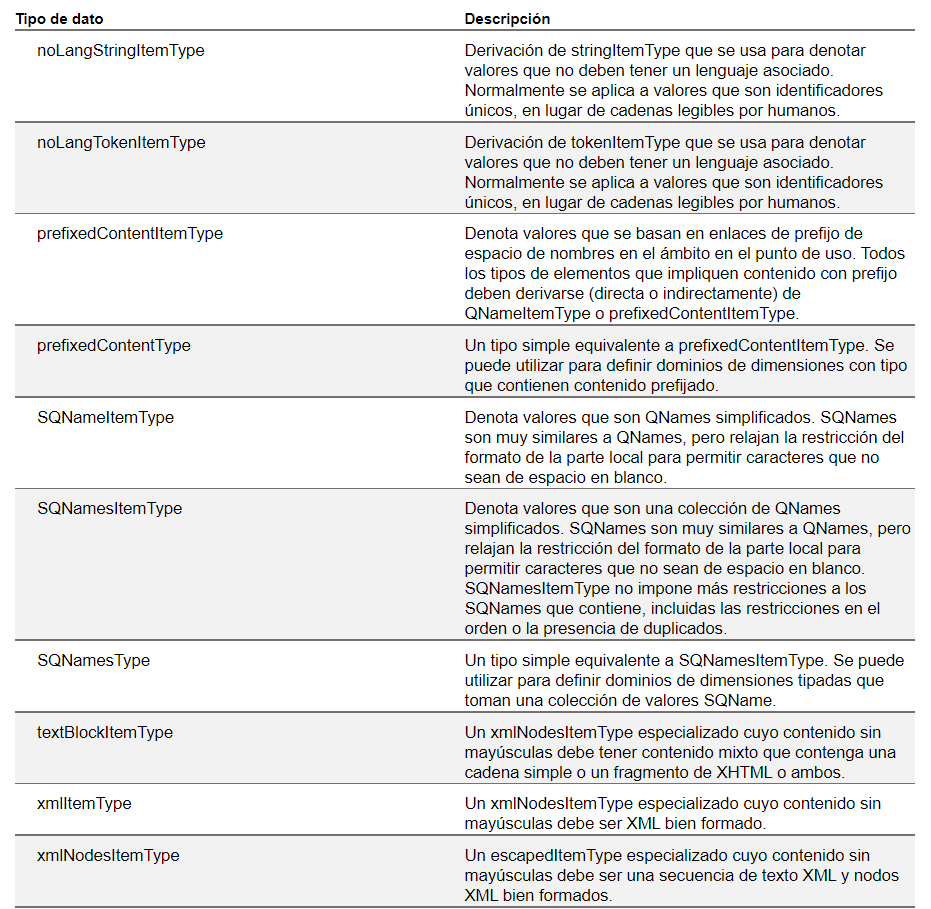 Tipo de dato Descripción
noLangStringItemType Derivación de stringItemType que se usa para denotar
valores que no deben tener un lenguaje asociado.
Normalmente se aplica a valores que son identificadores
únicos, en lugar de cadenas legibles por humanos.
noLangTokenItemType Derivación de tokenItemType que se usa para denotar
valores que no deben tener un lenguaje asociado.
Normalmente se aplica a valores que son identificadores
únicos, en lugar de cadenas legibles por humanos.
prefixedContentItemType Denota valores que se basan en enlaces de prefijo de
espacio de nombres en el ámbito en el punto de uso. Todos
los tipos de elementos que impliquen contenido con prefijo
deben derivarse (directa o indirectamente) de
QNameItemType o prefixedContentItemType.
prefixedContentType Un tipo simple equivalente a prefixedContentItemType. Se
puede utilizar para definir dominios de dimensiones con tipo
que contienen contenido prefijado.
SQNameItemType Denota valores que son QNames simplificados. SQNames
son muy similares a QNames, pero relajan la restricción del
formato de la parte local para permitir caracteres que no
sean de espacio en blanco.
SQNamesItemType Denota valores que son una colección de QNames
simplificados. SQNames son muy similares a QNames, pero
relajan la restricción del formato de la parte local para
permitir caracteres que no sean de espacio en blanco.
SQNamesItemType no impone más restricciones a los
SQNames que contiene, incluidas las restricciones en el
orden o la presencia de duplicados.
SQNamesType Un tipo simple equivalente a SQNamesItemType. Se puede
utilizar para definir dominios de dimensiones tipadas que
toman una colección de valores SQName.
textBlockItemType Un xmlNodesItemType especializado cuyo contenido sin
mayúsculas debe tener contenido mixto que contenga una
cadena simple o un fragmento de XHTML o ambos.
xmlItemType Un xmlNodesItemType especializado cuyo contenido sin
mayúsculas debe ser XML bien formado.
xmlNodesItemType Un escapedItemType especializado cuyo contenido sin
mayúsculas debe ser una secuencia de texto XML y nodos
XML bien formados.